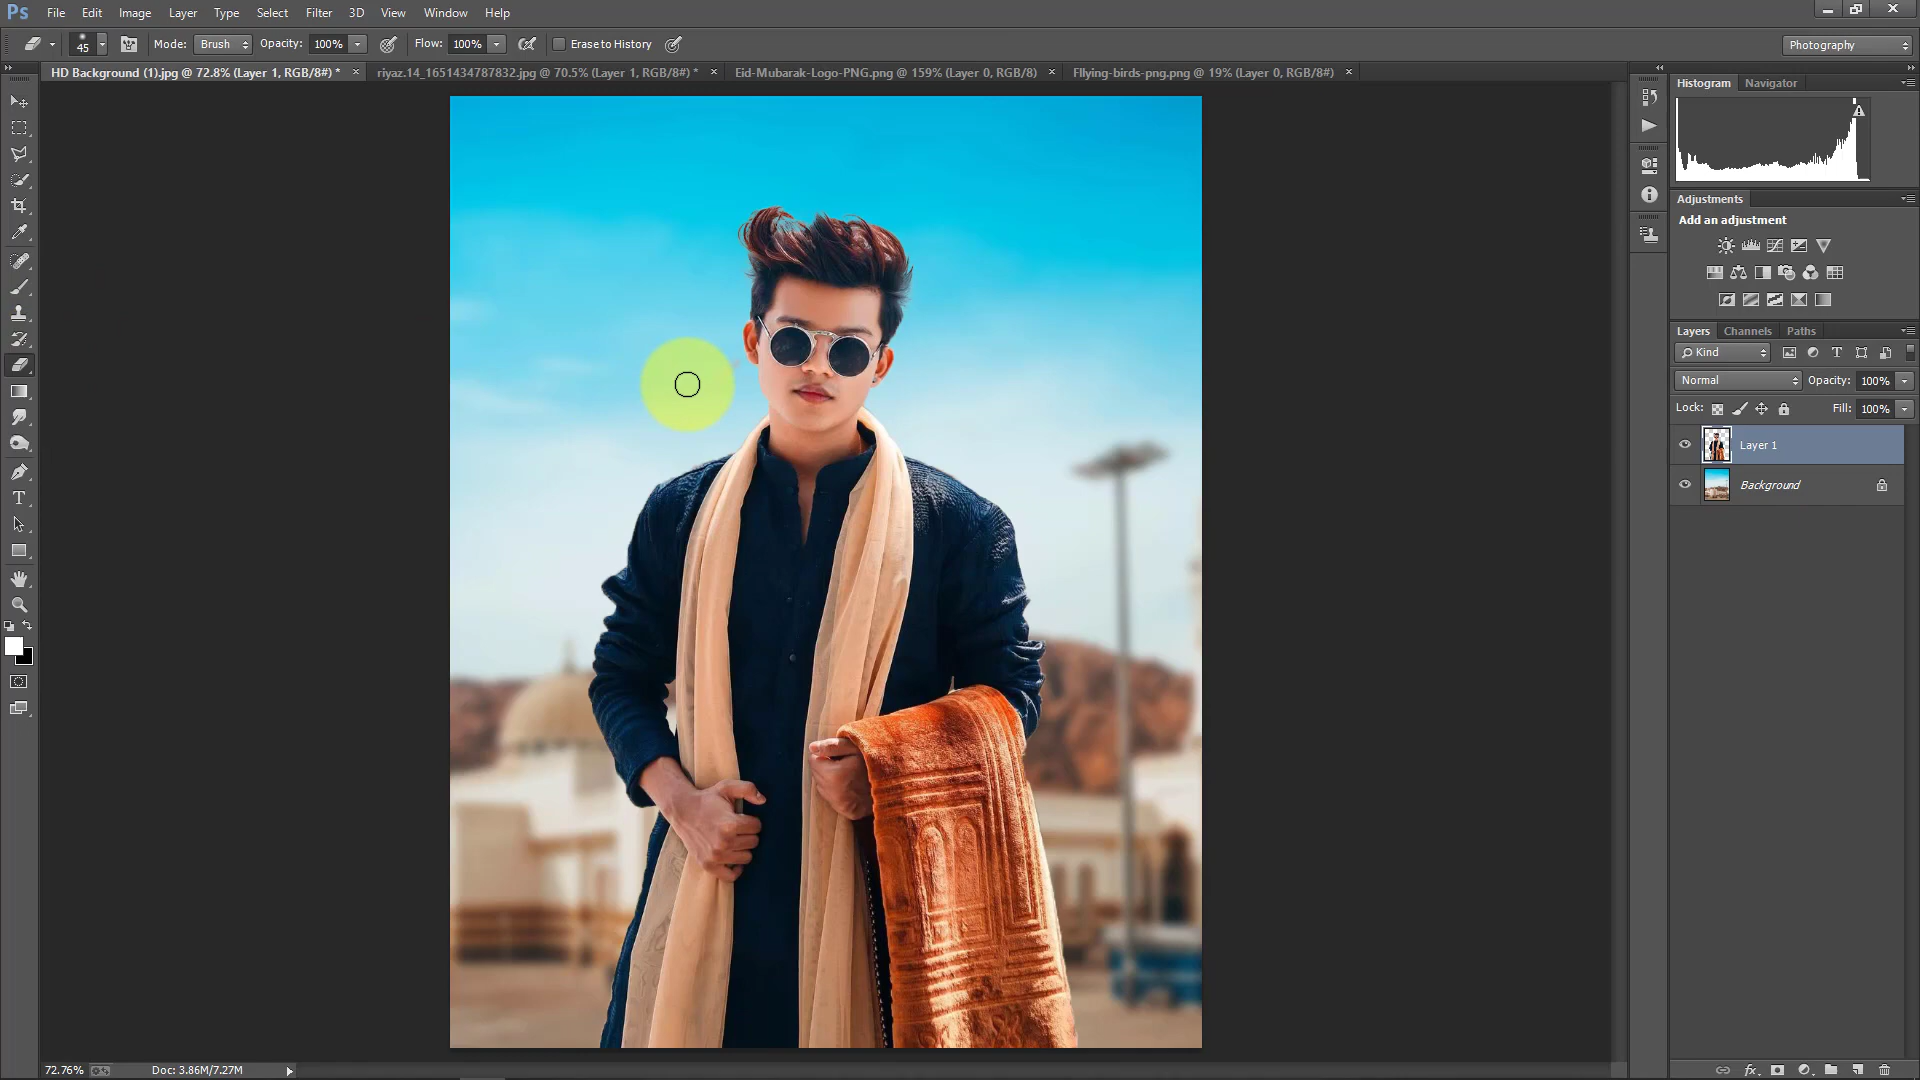 Ps File Edit Image Layer Type Select Filter 3D View Window Help
45 Mode: Brush Opacity: 100% Flow: 100% Erase to History Photography
HD Background (1).jpg @ 72.8% (Layer 1, RGB/8#) * × riyaz.14_1651434787832.jpg @ 70.5% (Layer 1, RGB/8#) * × Eid-Mubarak-Logo-PNG.png @ 159% (Layer 0, RGB/8) × Fllying-birds-png.png @ 19% (Layer 0, RGB/8#) ×
Histogram Navigator
Adjustments
Add an adjustment
Layers Channels Paths
Kind
Normal Opacity: 100%
Lock: Fill: 100%
Layer 1
Background
72.76% Doc: 3.86M/7.27M